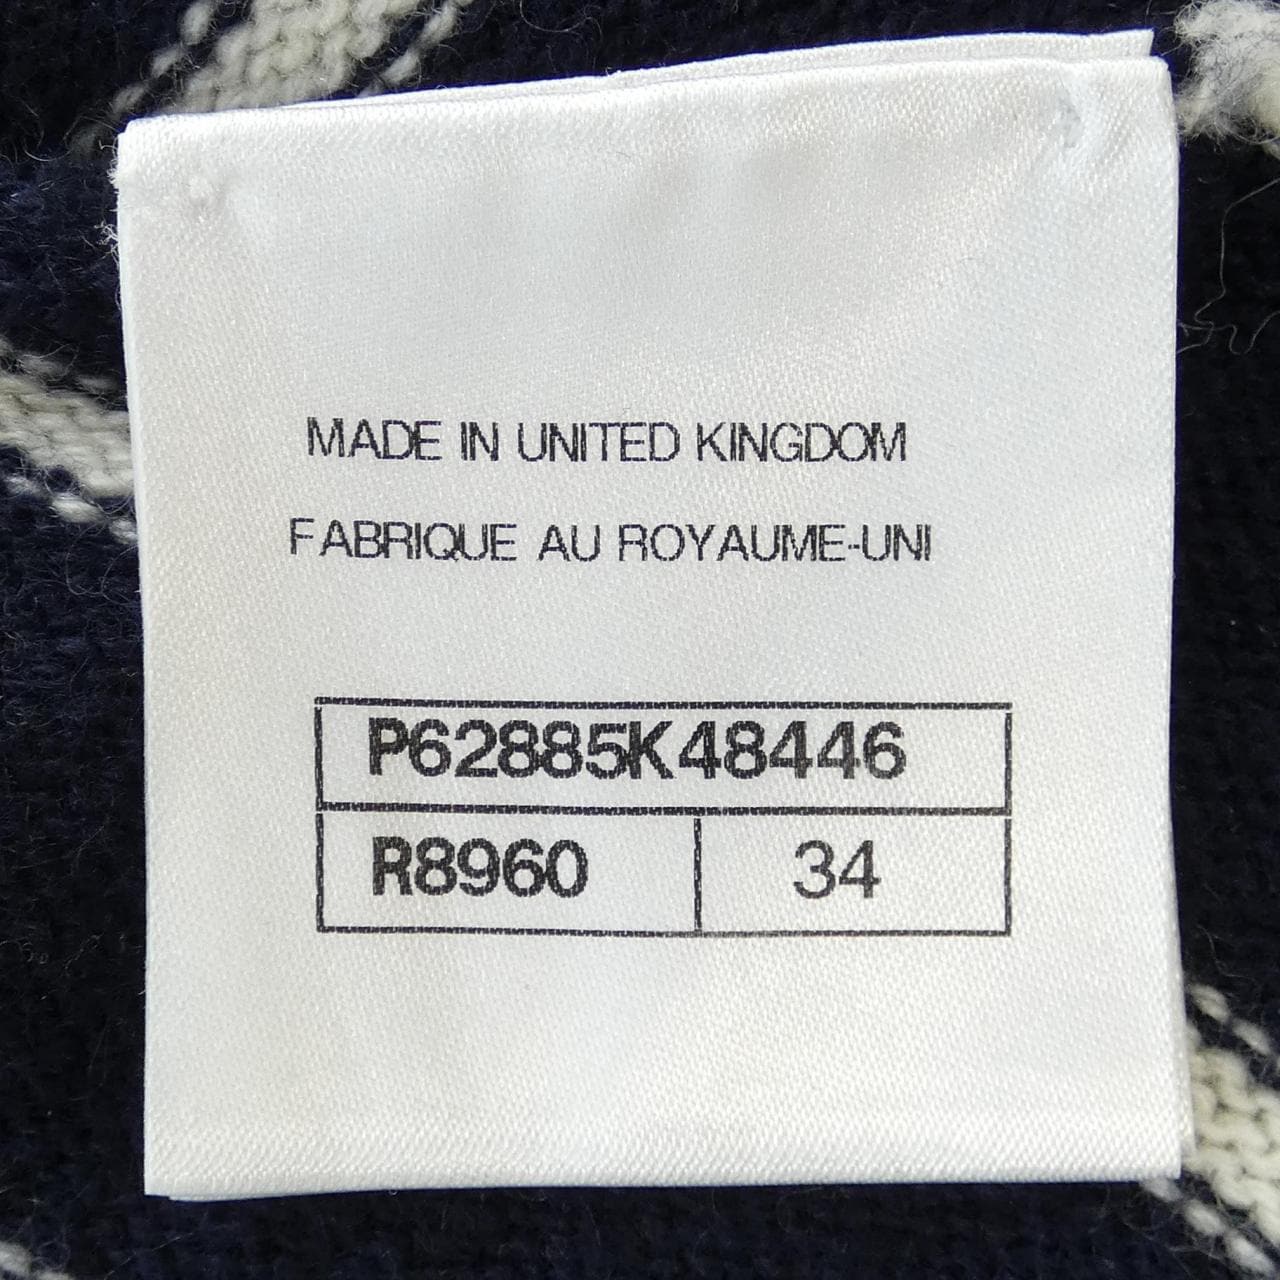 MADE IN UNITED KINGDOM
FABRIQUE AU ROYAUME-UNI
P62885K48446
R8960 34